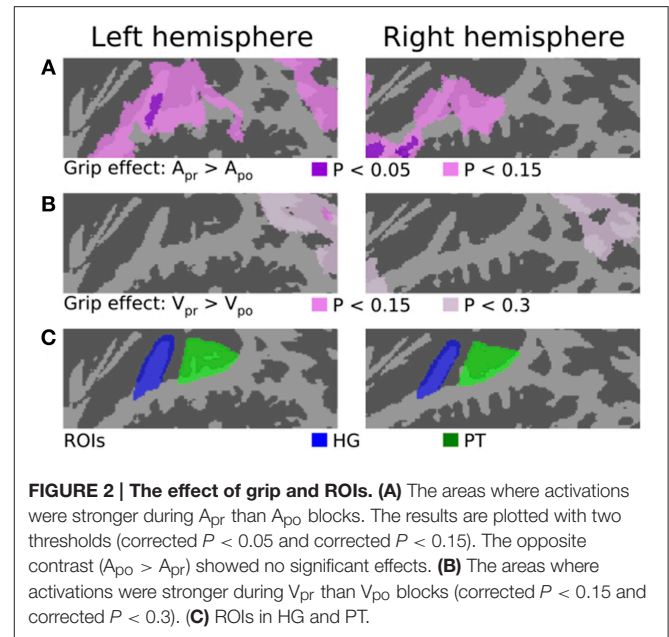 Left hemisphere Right hemisphere
A
Grip effect: Apr > Apo P < 0.05 P < 0.15
B
Grip effect: Vpr > Vpo P < 0.15 P < 0.3
C
ROIs HG PT
FIGURE 2 | The effect of grip and ROIs. (A) The areas where activations
were stronger during Apr than Apo blocks. The results are plotted with two
thresholds (corrected P < 0.05 and corrected P < 0.15). The opposite
contrast (Apo > Apr) showed no significant effects. (B) The areas where
activations were stronger during Vpr than Vpo blocks (corrected P < 0.15 and
corrected P < 0.3). (C) ROIs in HG and PT.